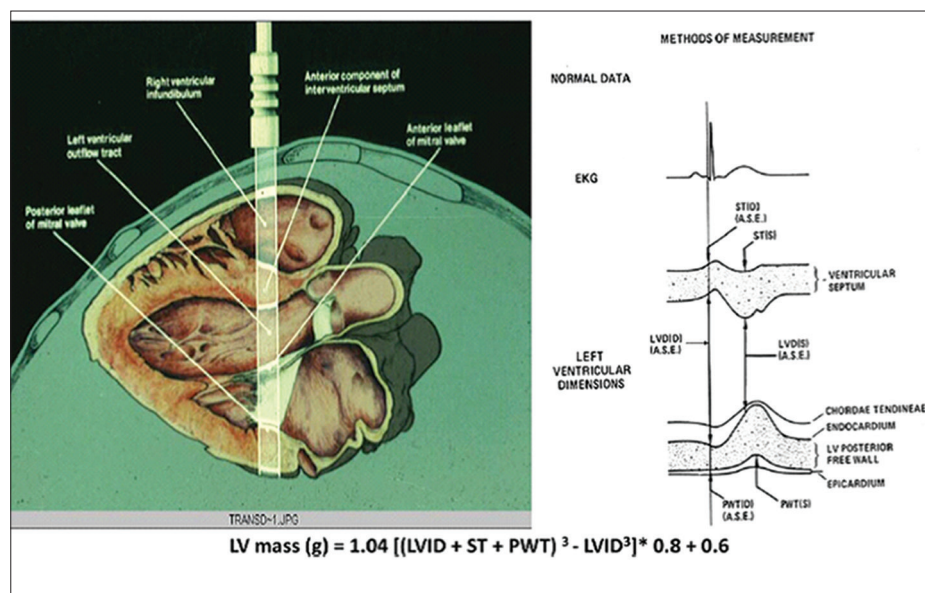 Right ventricular
infundibulum
Anterior component of
interventricular septum
Left ventricular
outflow tract
Anterior leaflet
of mitral valve
Posterior leaflet
of mitral valve
TRANSD~1.JPG
METHODS OF MEASUREMENT
NORMAL DATA
EKG
ST(D)
(A.S.E.)
ST(S)
VENTRICULAR
SEPTUM
LVD(D)
(A.S.E.)
LVD(S)
(A.S.E.)
LEFT
VENTRICULAR
DIMENSIONS
CHORDAE TENDINEAE
ENDOCARDIUM
LV POSTERIOR
FREE WALL
EPICARDIUM
PWT(D)
(A.S.E.)
PWT(S)
LV mass (g) = 1.04 [(LVID + ST + PWT) ³ - LVID³]* 0.8 + 0.6